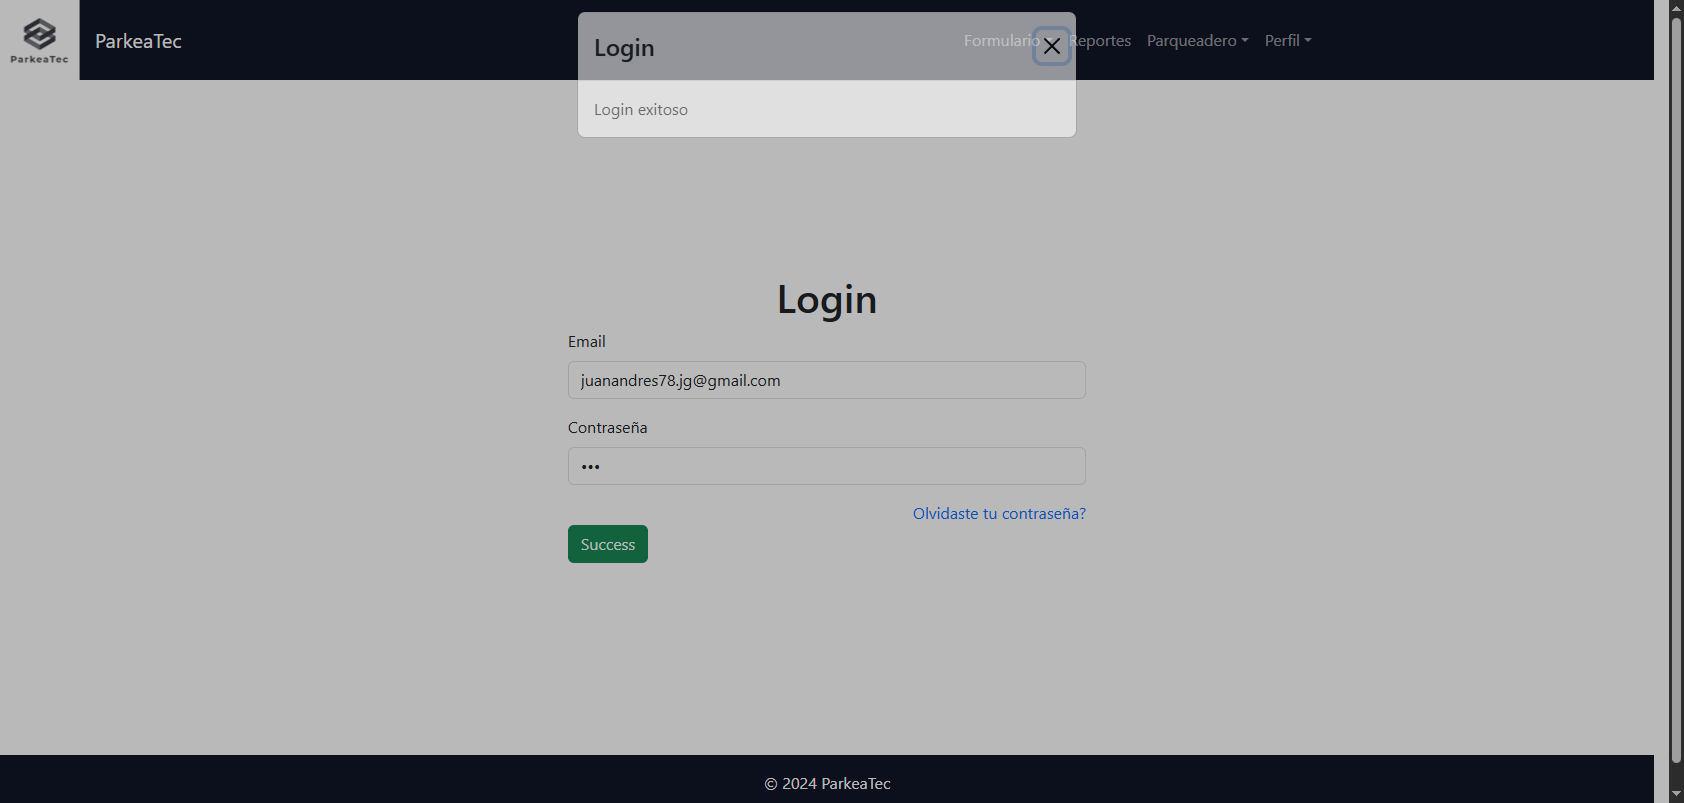 ParkeaTec
ParkeaTec
Login
Formulario
Reportes
Parqueadero
Perfil
Login exitoso
Login
Email
juanandres78.jg@gmail.com
Contraseña
•••
Olvidaste tu contraseña?
Success
© 2024 ParkeaTec